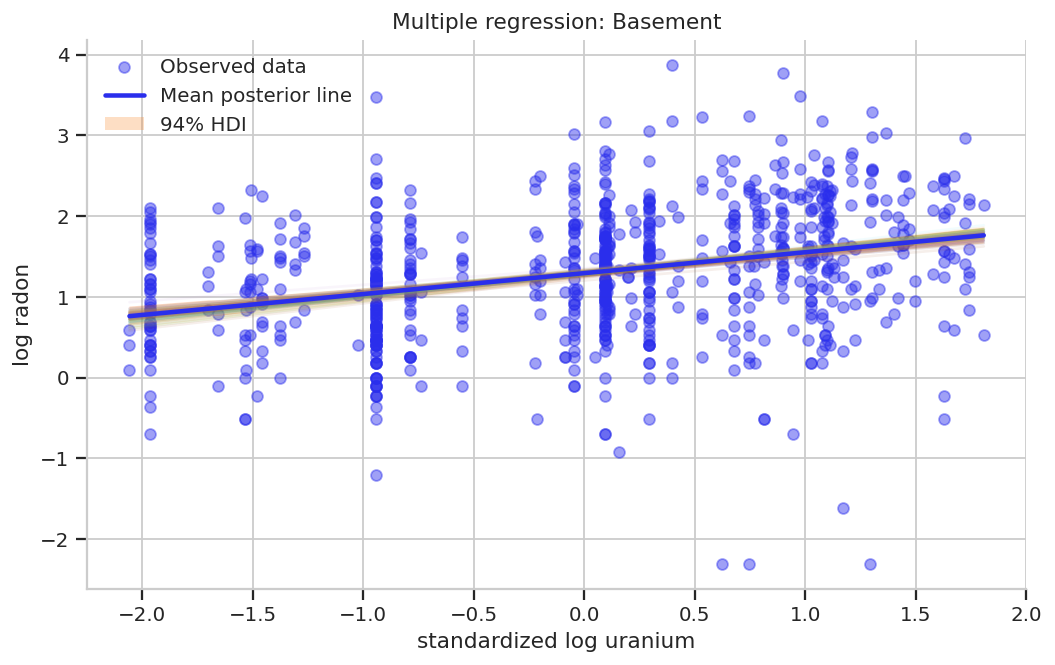 Multiple regression: Basement
Observed data
Mean posterior line
94% HDI
log radon
4
3
2
1
0
−1
−2
−2.0 −1.5 −1.0 −0.5 0.0 0.5 1.0 1.5 2.0
standardized log uranium